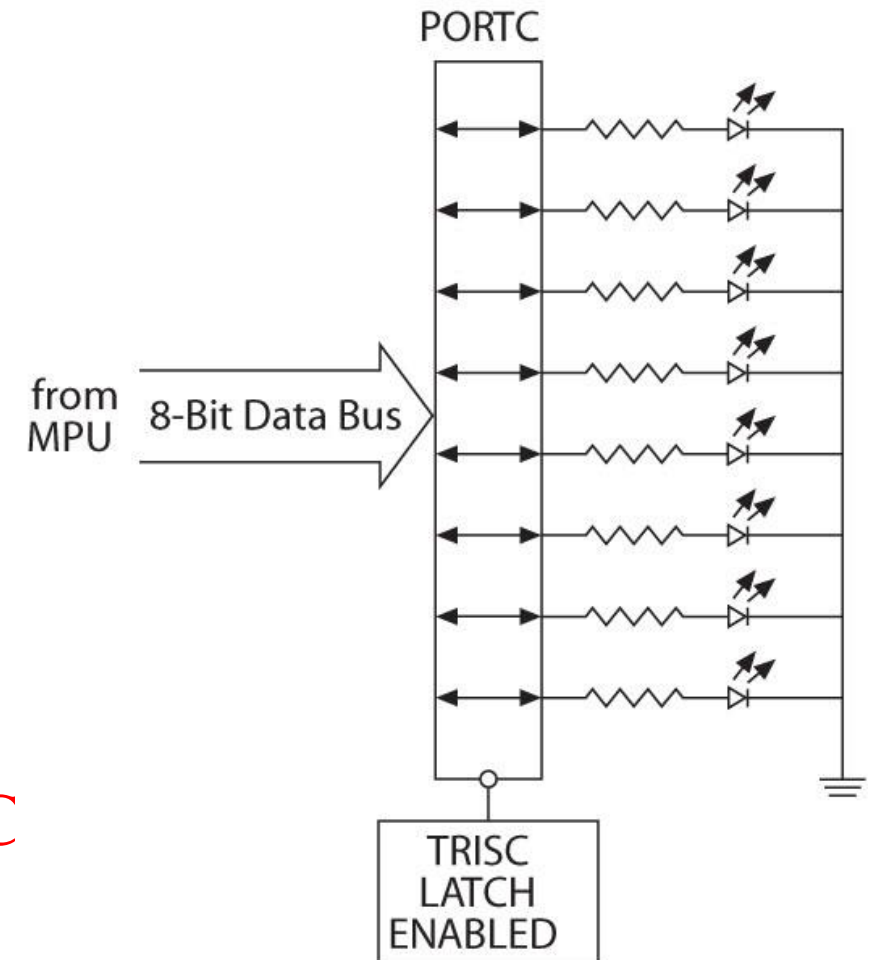 PORTC
from
MPU
8-Bit Data Bus
C
TRISC
LATCH
ENABLED